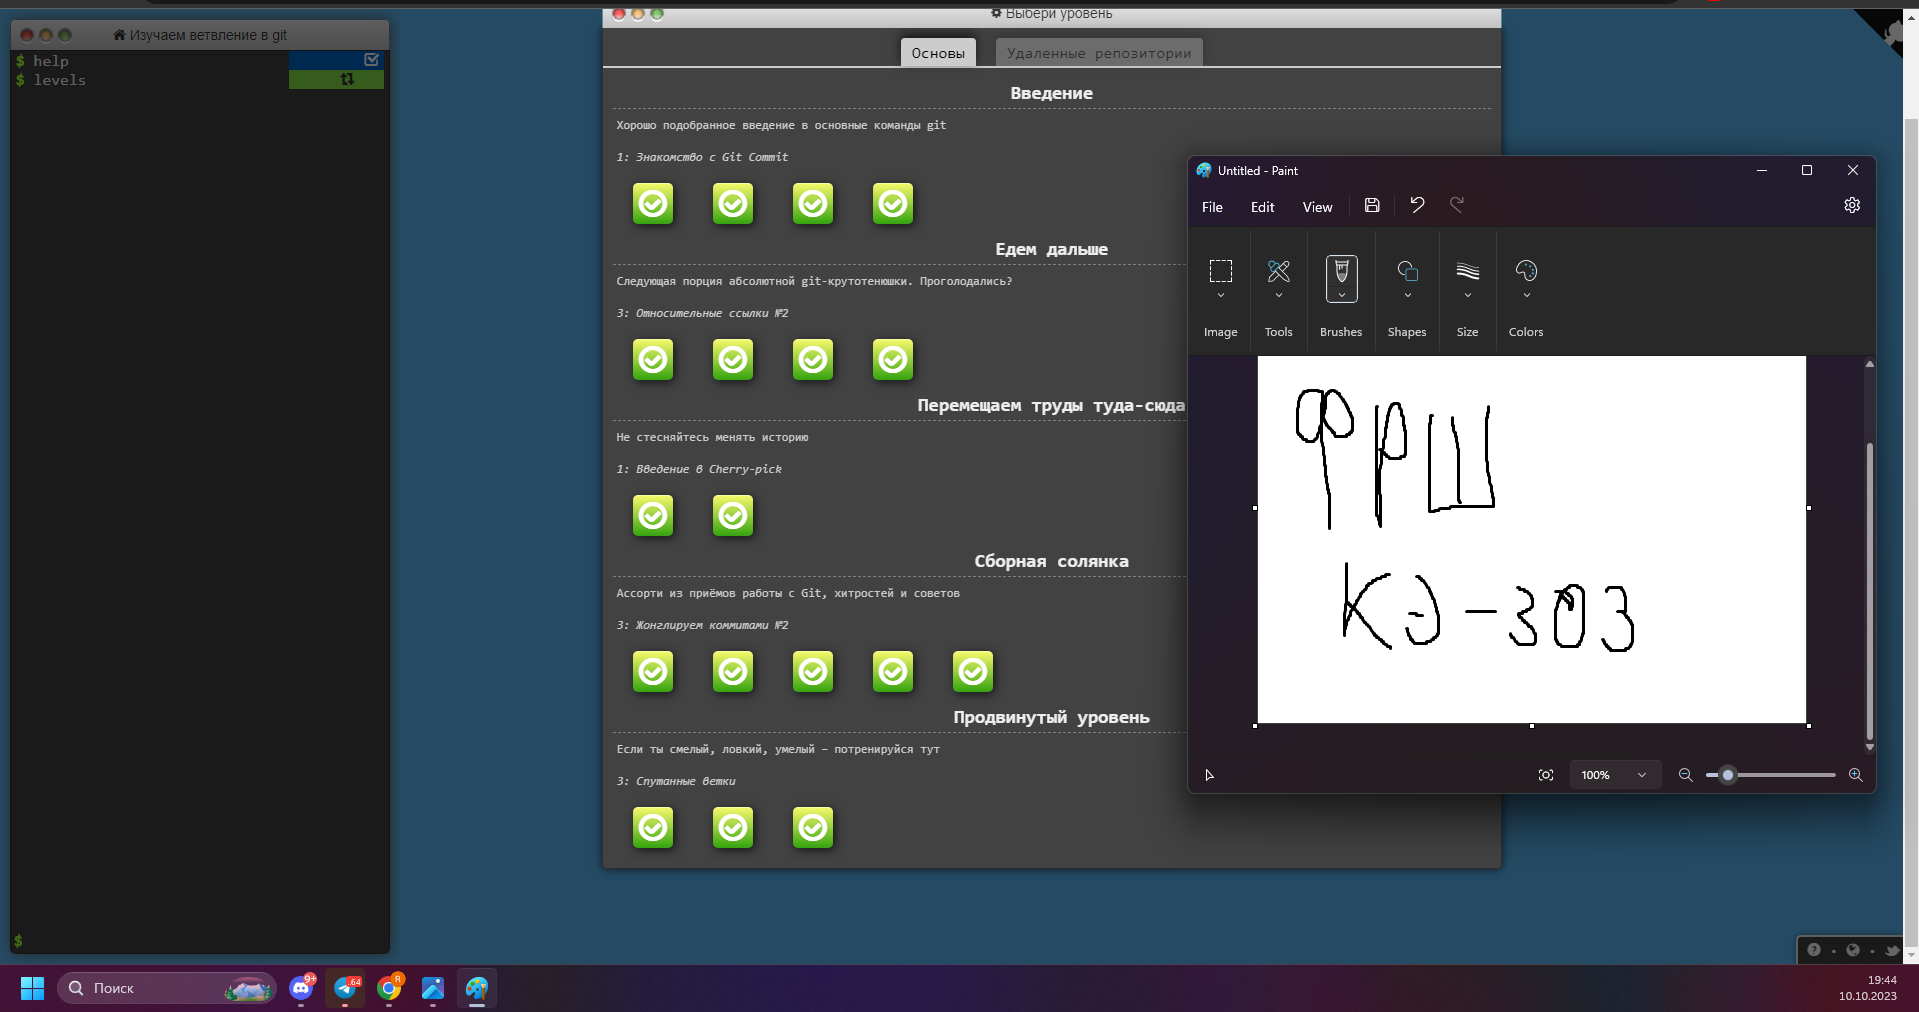 Изучаем ветвление в git
$ help
$ levels
$
Выбери уровень
Основы
Удаленные репозитории
Введение
Хорошо подобранное введение в основные команды git
1: Знакомство с Git Commit
Едем дальше
Следующая порция абсолютной git-крутотенюшки. Проголодались?
3: Относительные ссылки №2
Перемещаем труды туда-сюда
Не стесняйтесь менять историю
1: Введение в Cherry-pick
Сборная солянка
Ассорти из приёмов работы с Git, хитростей и советов
3: Жонглируем коммитами №2
Продвинутый уровень
Если ты смелый, ловкий, умелый – потренируйся тут
3: Спутанные ветки
Untitled - Paint
File Edit View
Image Tools Brushes Shapes Size Colors
ФРШ
КЭ-303
100%
Поиск
9+
64
R
19:44
10.10.2023